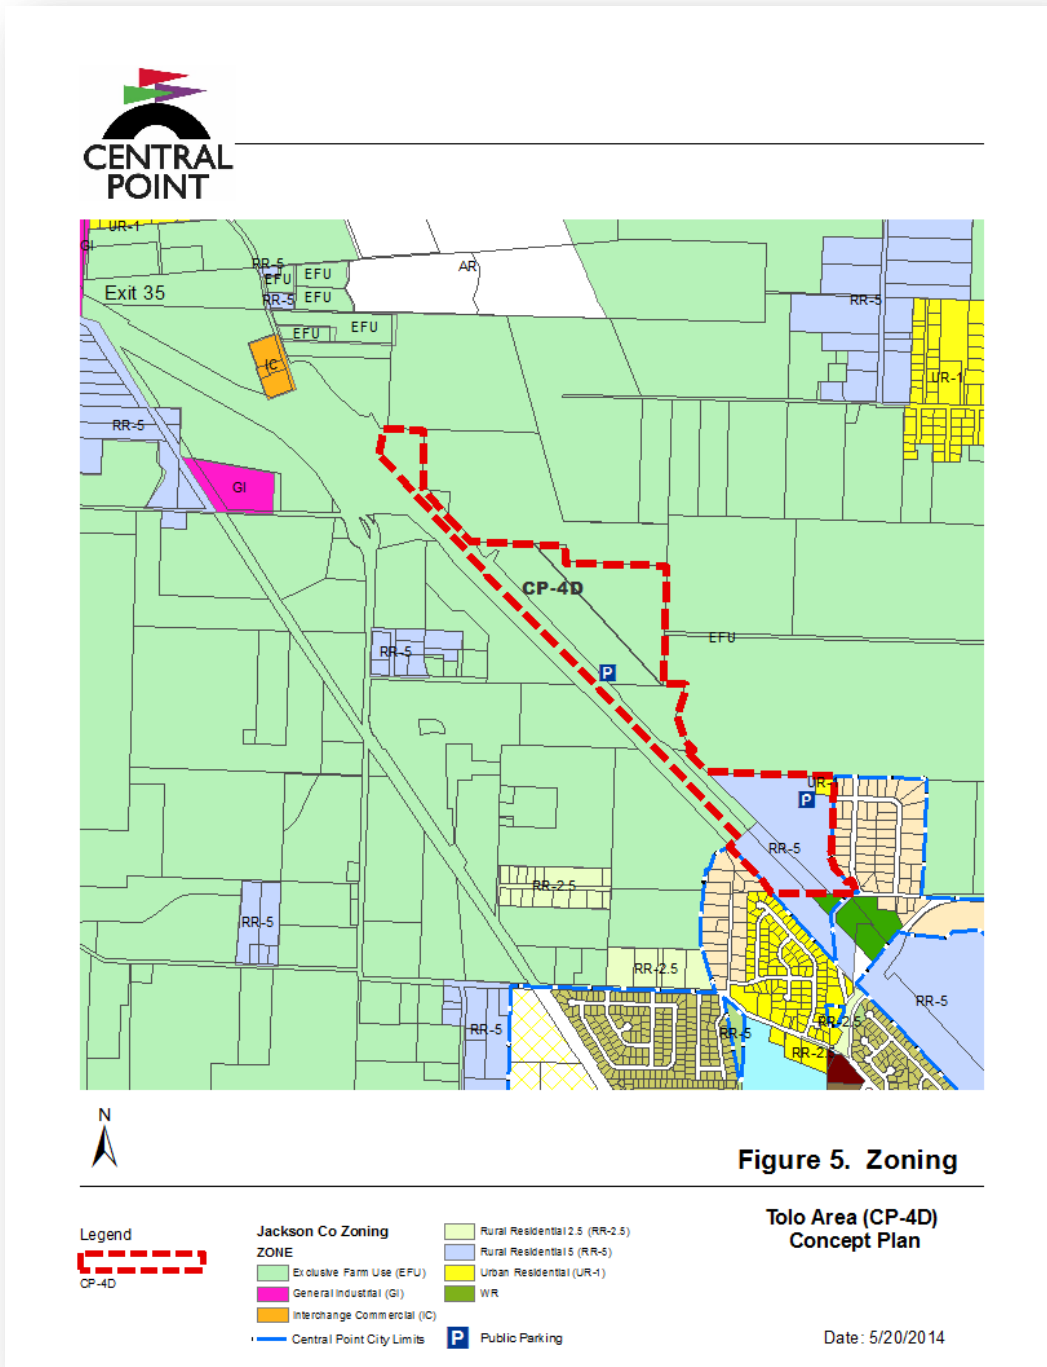 CENTRAL
POINT
UR-1
GI
RR-5
EFU
EFU
AR
Exit 35
RR-5
EFU
RR-5
EFU
EFU
IC
UR-1
RR-5
GI
CP-4D
EFU
RR-5
P
UR-
P
RR-5
RR-2.5
RR-5
RR-2.5
RR-5
RR-5
RR-5
RR-2.5
RR-2.5
N
Figure 5. Zoning
Legend
CP-4D
Jackson Co Zoning
ZONE
Exclusive Farm Use (EFU)
General Industrial (GI)
Interchange Commercial (IC)
Central Point City Limits
Rural Residential 2.5 (RR-2.5)
Rural Residential 5 (RR-5)
Urban Residential (UR-1)
WR
P Public Parking
Tolo Area (CP-4D)
Concept Plan
Date: 5/20/2014